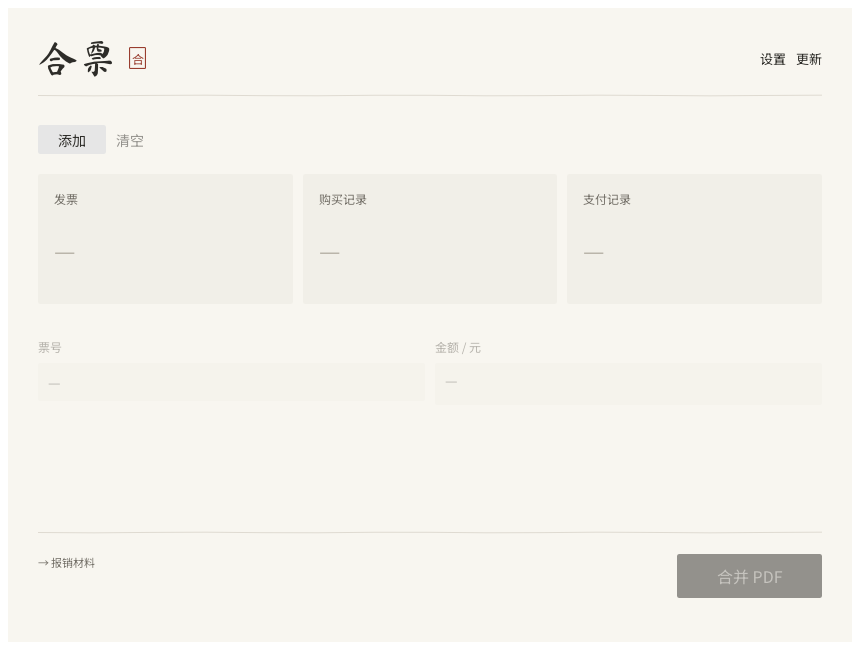 合票 合
设置 更新
添加 清空
发票 购买记录 支付记录
— — —
票号 金额 / 元
— —
→ 报销材料 合并 PDF